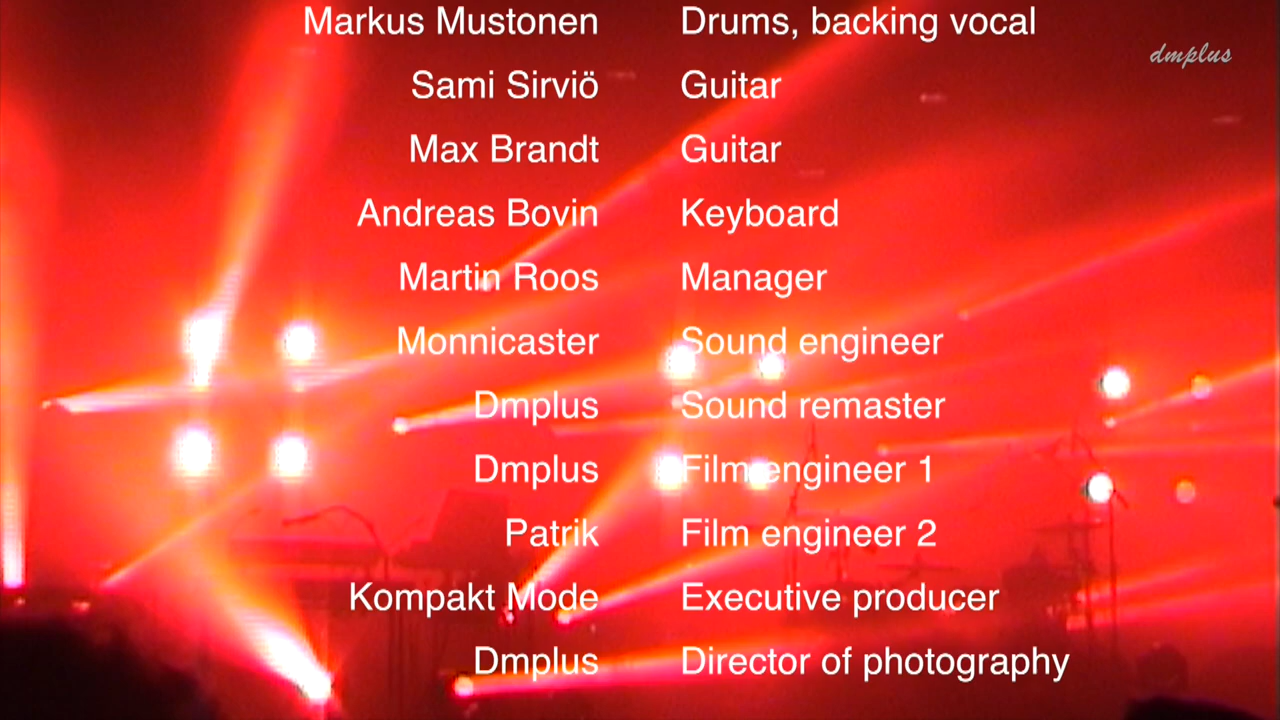 Markus Mustonen Drums, backing vocal
dmplus
Sami Sirviö Guitar
Max Brandt Guitar
Andreas Bovin Keyboard
Martin Roos Manager
Monnicaster Sound engineer
Dmplus Sound remaster
Dmplus Film engineer 1
Patrik Film engineer 2
Kompakt Mode Executive producer
Dmplus Director of photography